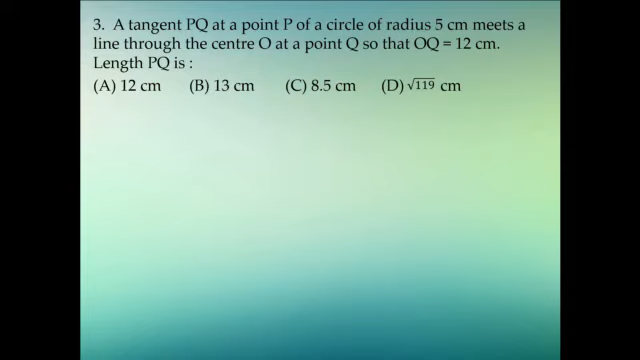 3. A tangent PQ at a point P of a circle of radius 5 cm meets a
line through the centre O at a point Q so that OQ = 12 cm.
Length PQ is :
(A) 12 cm (B) 13 cm (C) 8.5 cm (D) √119 cm